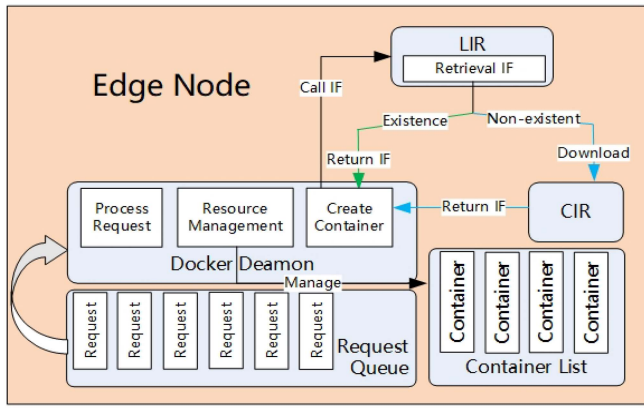 Edge Node
LIR
Retrieval IF
Call IF
Existence
Non-existent
Return IF
Download
Process
Request
Resource
Management
Create
Container
Return IF
CIR
Docker Deamon
Manage
Request
Request
Request
Request
Request
Request
Request
Queue
Container
Container
Container
Container
Container List